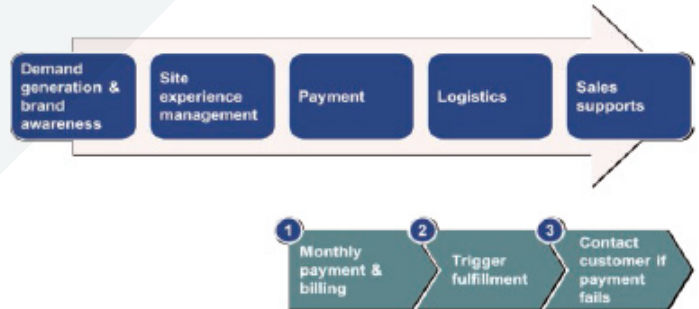 Demand
generation &
brand
awareness
Site
experience
management
Payment
Logistics
Sales
supports
1
Monthly
payment &
billing
2
Trigger
fulfillment
3
Contact
customer if
payment
fails